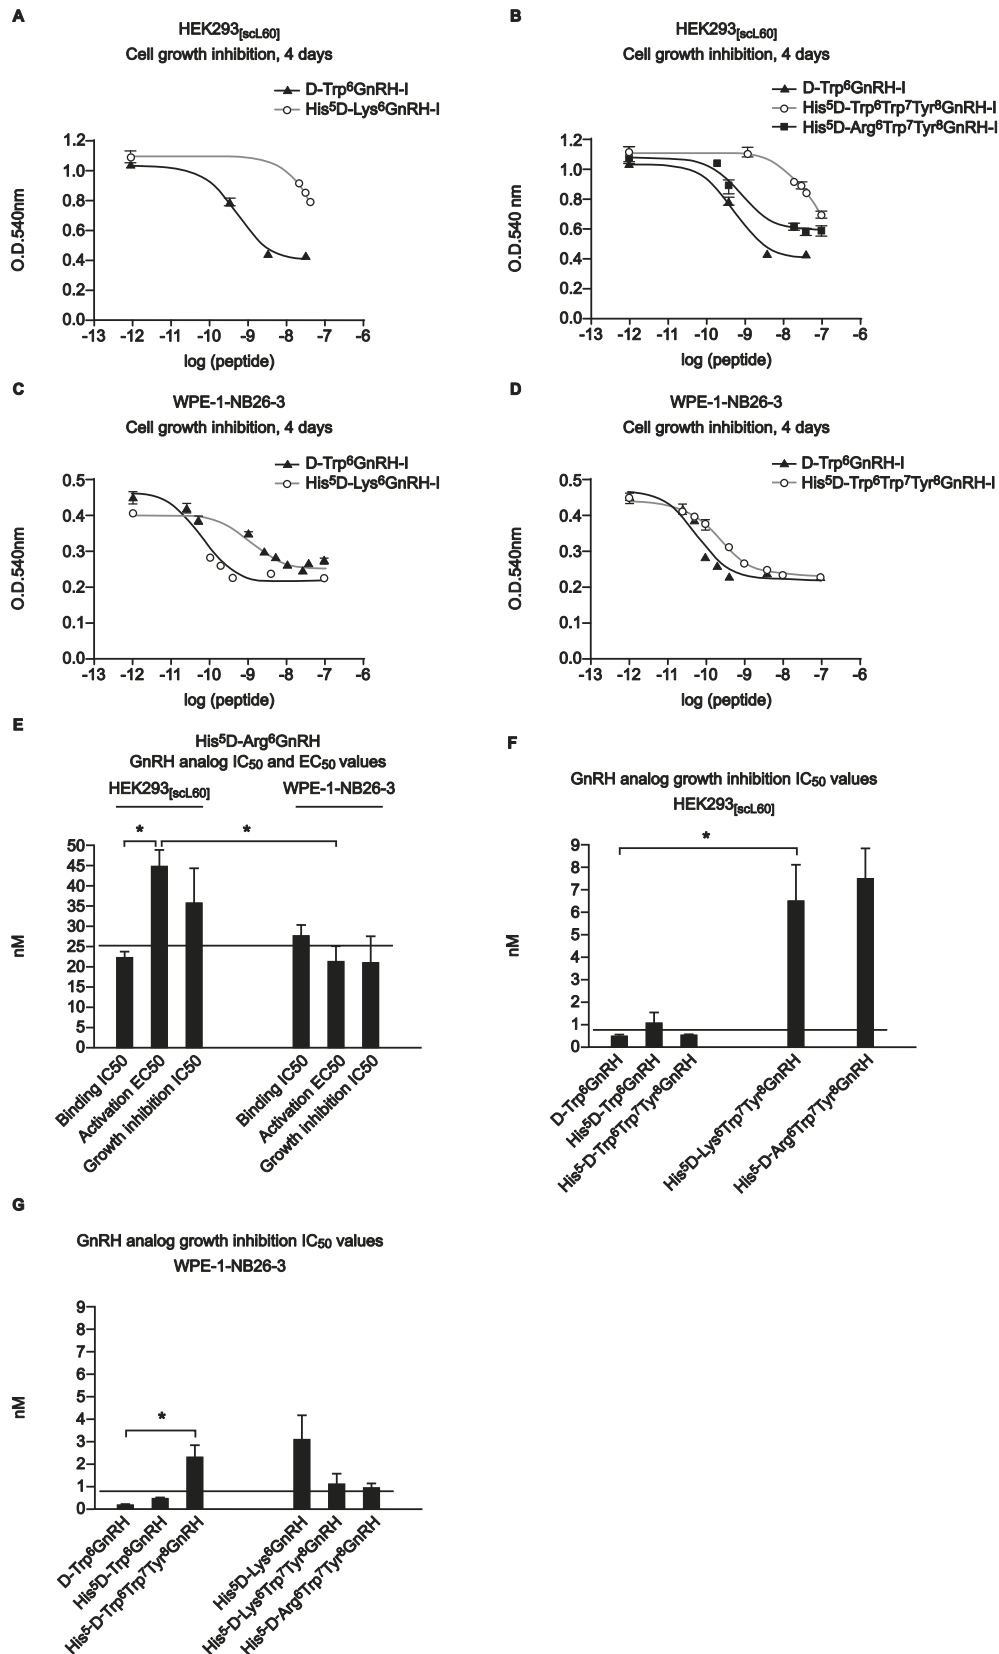 A
HEK293[scL60]
Cell growth inhibition, 4 days
D-Trp⁶GnRH-I
His⁵D-Lys⁶GnRH-I
1.2
1.0
0.8
0.6
0.4
0.2
0.0
O.D.540nm
-13 -12 -11 -10 -9 -8 -7 -6
log (peptide)
B
HEK293[scL60]
Cell growth inhibition, 4 days
D-Trp⁶GnRH-I
His⁵D-Trp⁶Trp⁷Tyr⁸GnRH-I
His⁵D-Arg⁶Trp⁷Tyr⁸GnRH-I
1.2
1.0
0.8
0.6
0.4
0.2
0.0
O.D.540 nm
-13 -12 -11 -10 -9 -8 -7 -6
log (peptide)
C
WPE-1-NB26-3
Cell growth inhibition, 4 days
D-Trp⁶GnRH-I
His⁵D-Lys⁶GnRH-I
0.5
0.4
0.3
0.2
0.1
0.0
O.D.540nm
-13 -12 -11 -10 -9 -8 -7 -6
log (peptide)
D
WPE-1-NB26-3
Cell growth inhibition, 4 days
D-Trp⁶GnRH-I
His⁵D-Trp⁶Trp⁷Tyr⁸GnRH-I
0.5
0.4
0.3
0.2
0.1
0.0
O.D.540nm
-13 -12 -11 -10 -9 -8 -7 -6
log (peptide)
E
His⁵D-Arg⁶GnRH
GnRH analog IC₅₀ and EC₅₀ values
HEK293[scL60] WPE-1-NB26-3
* *
50
45
40
35
30
25
20
15
10
5
0
nM
Binding IC50
Activation EC50
Growth inhibition IC50
Binding IC50
Activation EC50
Growth inhibition IC50
F
GnRH analog growth inhibition IC₅₀ values
HEK293[scL60]
*
9
8
7
6
5
4
3
2
1
0
nM
D-Trp⁶GnRH
His⁵D-Trp⁶GnRH
His⁵-D-Trp⁶Trp⁷Tyr⁸GnRH
His⁵D-Lys⁶Trp⁷Tyr⁸GnRH
His⁵-D-Arg⁶Trp⁷Tyr⁸GnRH
G
GnRH analog growth inhibition IC₅₀ values
WPE-1-NB26-3
9
8
7
6
5
4
3
2
1
0
nM
*
D-Trp⁶GnRH
His⁵D-Trp⁶GnRH
His⁵-D-Trp⁶Trp⁷Tyr⁸GnRH
His⁵D-Lys⁶GnRH
His⁵-D-Lys⁶Trp⁷Tyr⁸GnRH
His⁵-D-Arg⁶Trp⁷Tyr⁸GnRH